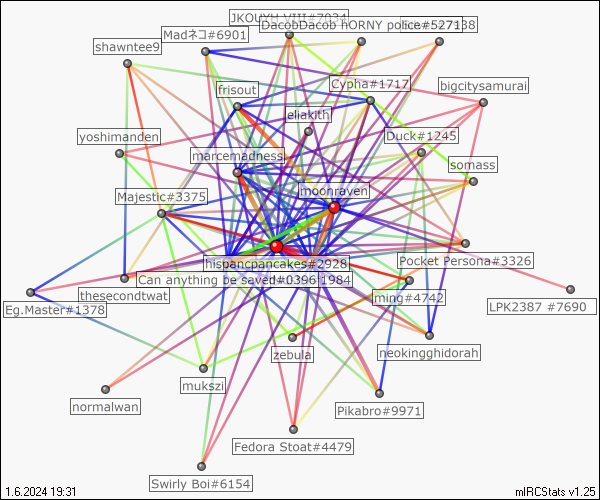 JKOUYH VIII#7034
DacobDacob hORNY police#5271
Madネコ#6901
shawntee9
frisout
Cypha#1717
bigcitysamurai
eliakith
yoshimanden
Duck#1245
marcemadness
somass
Majestic#3375
moonraven
hispancpancakes#2928
Pocket Persona#3326
Can anything be saved#0396
1984
thesecondtwat
ming#4742
Eg.Master#1378
LPK2387 #7690
zebula
neokingghidorah
mukszi
normalwan
Pikabro#9971
Fedora Stoat#4479
Swirly Boi#6154
1.6.2024 19:31
mIRCStats v1.25